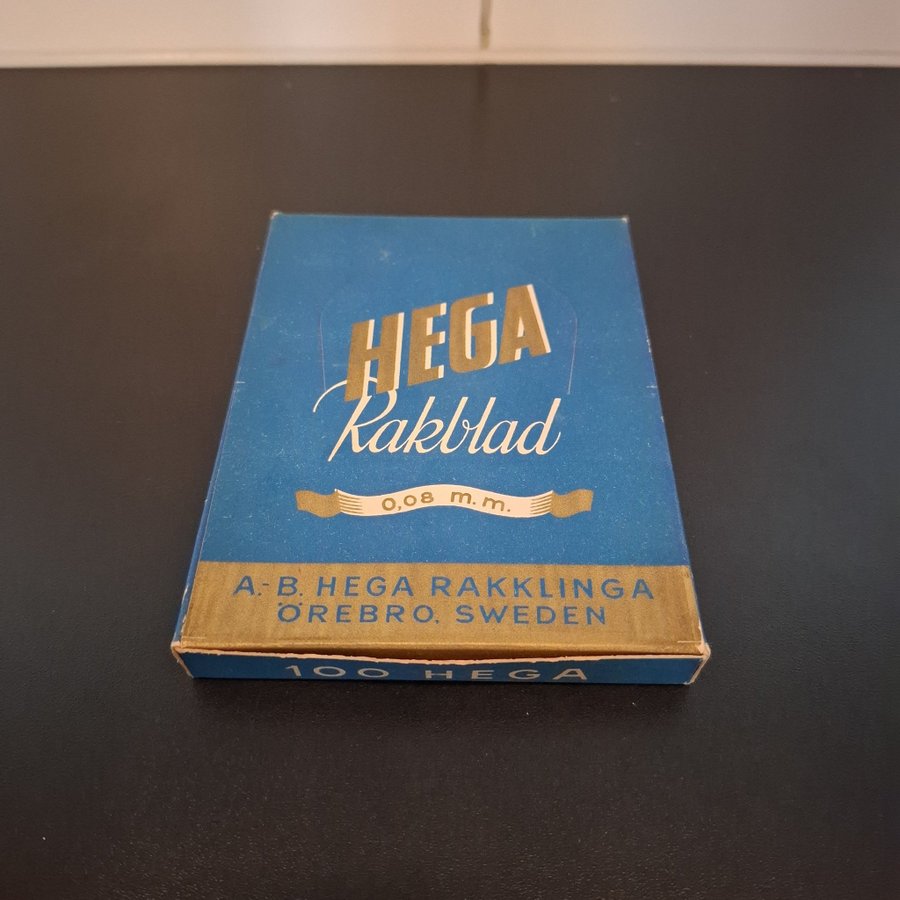 HEGA
Rakblad
0,08 m.m.
A.-B. HEGA RAKKLINGA
ÖREBRO. SWEDEN
100 HEGA